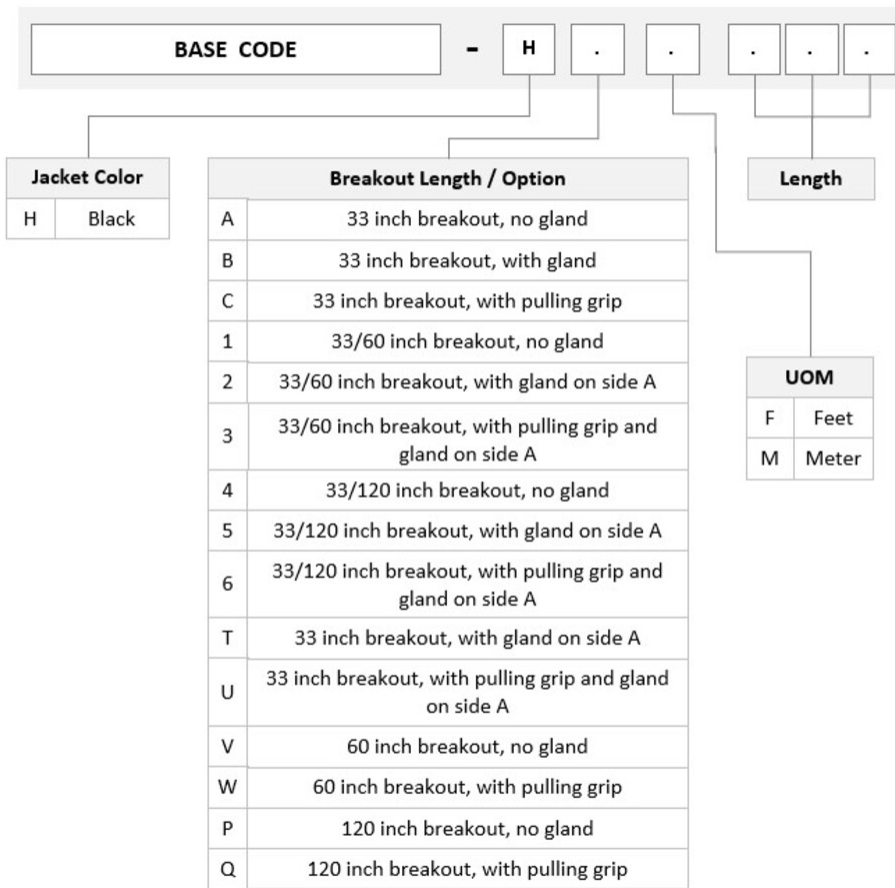 BASE CODE - H . . . . .
Jacket Color
H Black
Breakout Length / Option
A 33 inch breakout, no gland
B 33 inch breakout, with gland
C 33 inch breakout, with pulling grip
1 33/60 inch breakout, no gland
2 33/60 inch breakout, with gland on side A
3 33/60 inch breakout, with pulling grip and
gland on side A
4 33/120 inch breakout, no gland
5 33/120 inch breakout, with gland on side A
6 33/120 inch breakout, with pulling grip and
gland on side A
T 33 inch breakout, with gland on side A
U 33 inch breakout, with pulling grip and gland
on side A
V 60 inch breakout, no gland
W 60 inch breakout, with pulling grip
P 120 inch breakout, no gland
Q 120 inch breakout, with pulling grip
Length
UOM
F Feet
M Meter